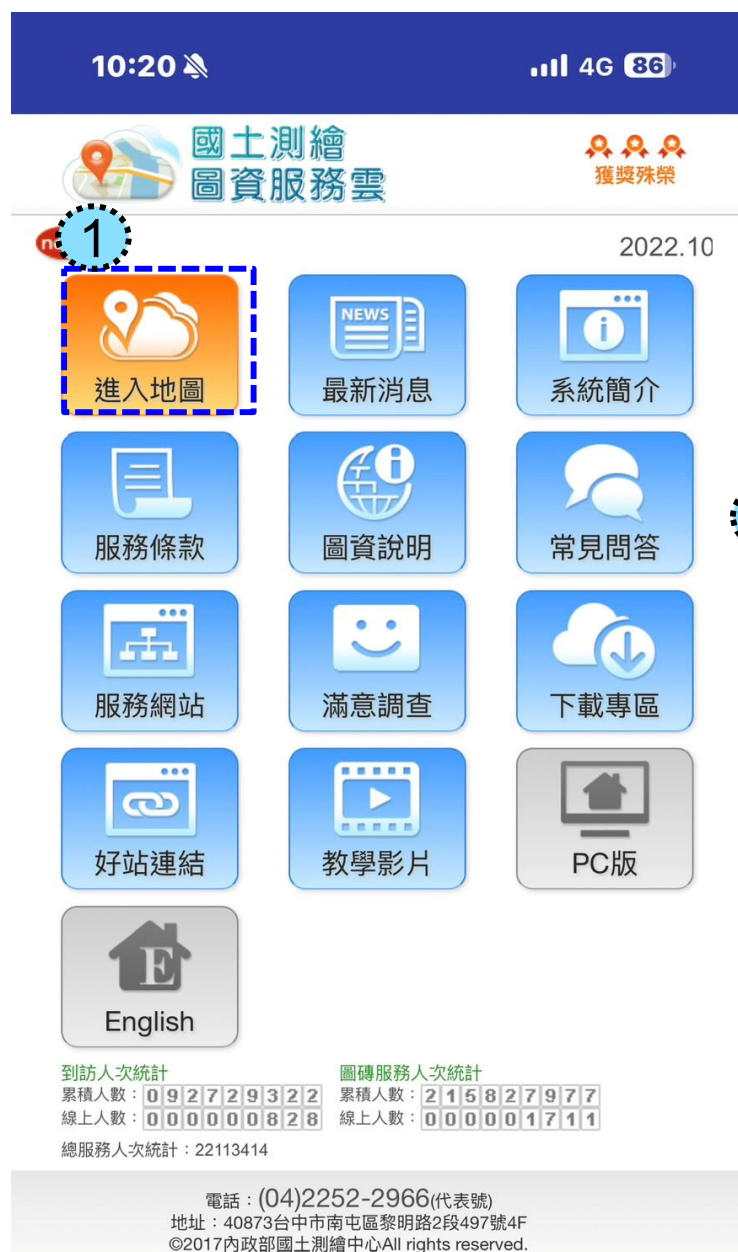 10:20
4G 86
國土測繪
圖資服務雲
獲獎殊榮
1
2022.10
進入地圖
NEWS
最新消息
系統簡介
服務條款
圖資說明
常見問答
服務網站
滿意調查
下載專區
好站連結
教學影片
PC版
E
English
到訪人次統計
累積人數：092729322
線上人數：000000828
圖磚服務人次統計
累積人數：215827977
線上人數：000001711
總服務人次統計：22113414
電話：(04)2252-2966(代表號)
地址：40873台中市南屯區黎明路2段497號4F
©2017內政部國土測繪中心All rights reserved.